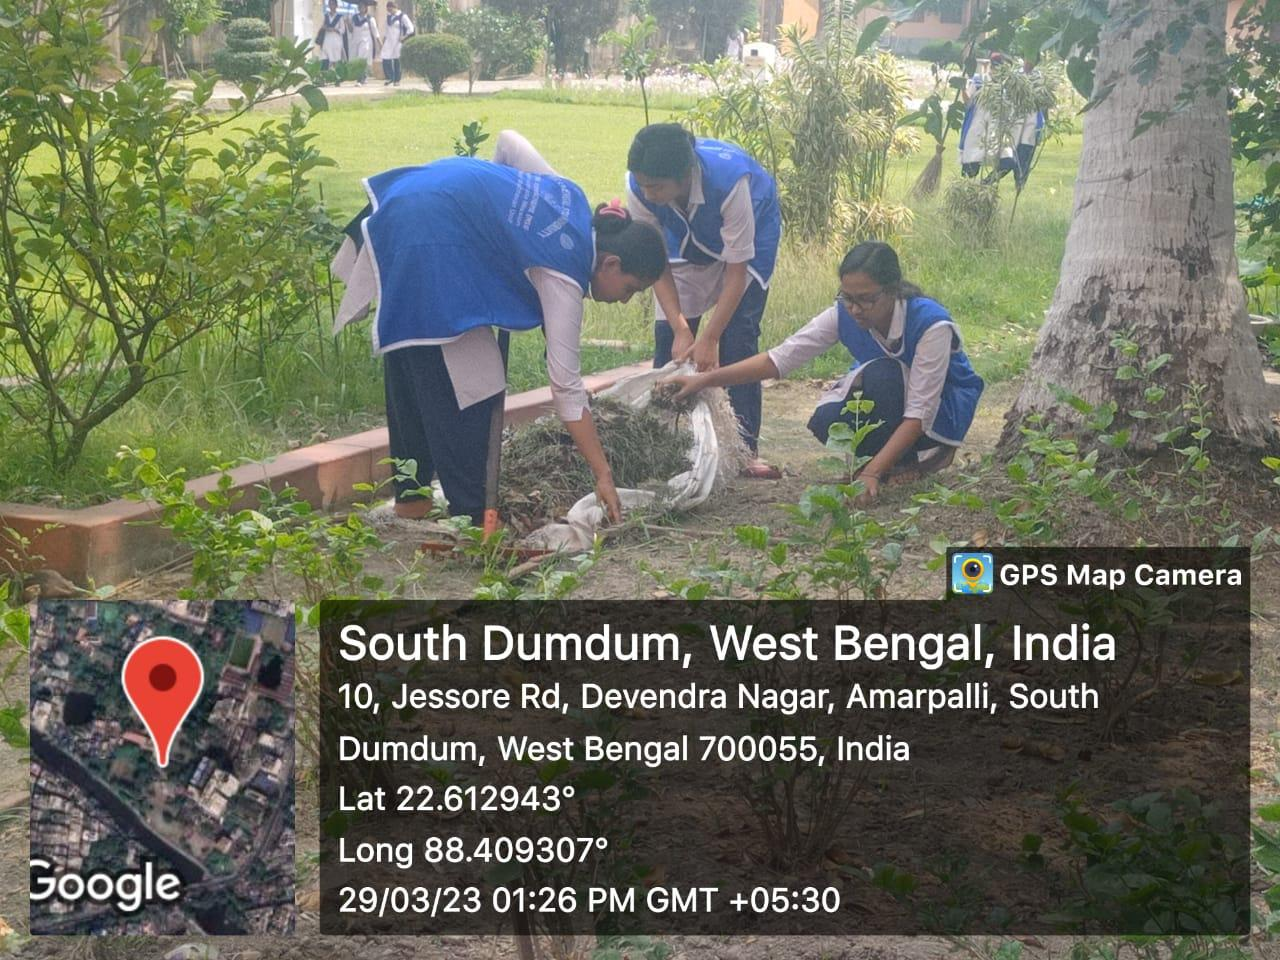 GPS Map Camera
South Dumdum, West Bengal, India
10, Jessore Rd, Devendra Nagar, Amarpalli, South
Dumdum, West Bengal 700055, India
Lat 22.612943°
Long 88.409307°
29/03/23 01:26 PM GMT +05:30
Google